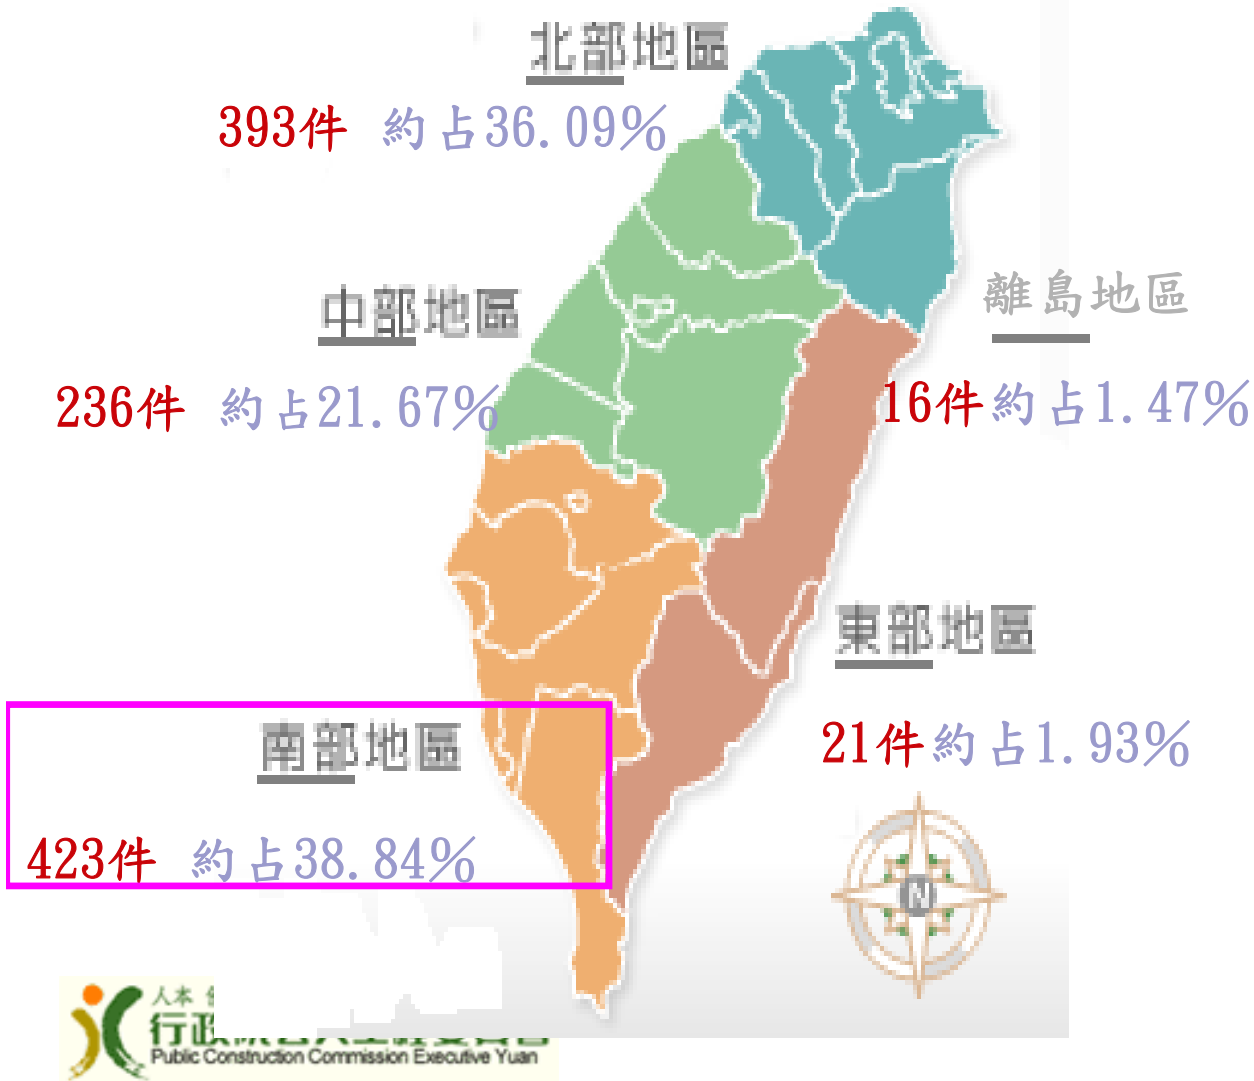 北部地區
393件 約占36.09%
中部地區
236件 約占21.67%
離島地區
16件約占1.47%
東部地區
21件約占1.93%
南部地區
423件 約占38.84%
N
人本
行政院
Public Construction Commission Executive Yuan